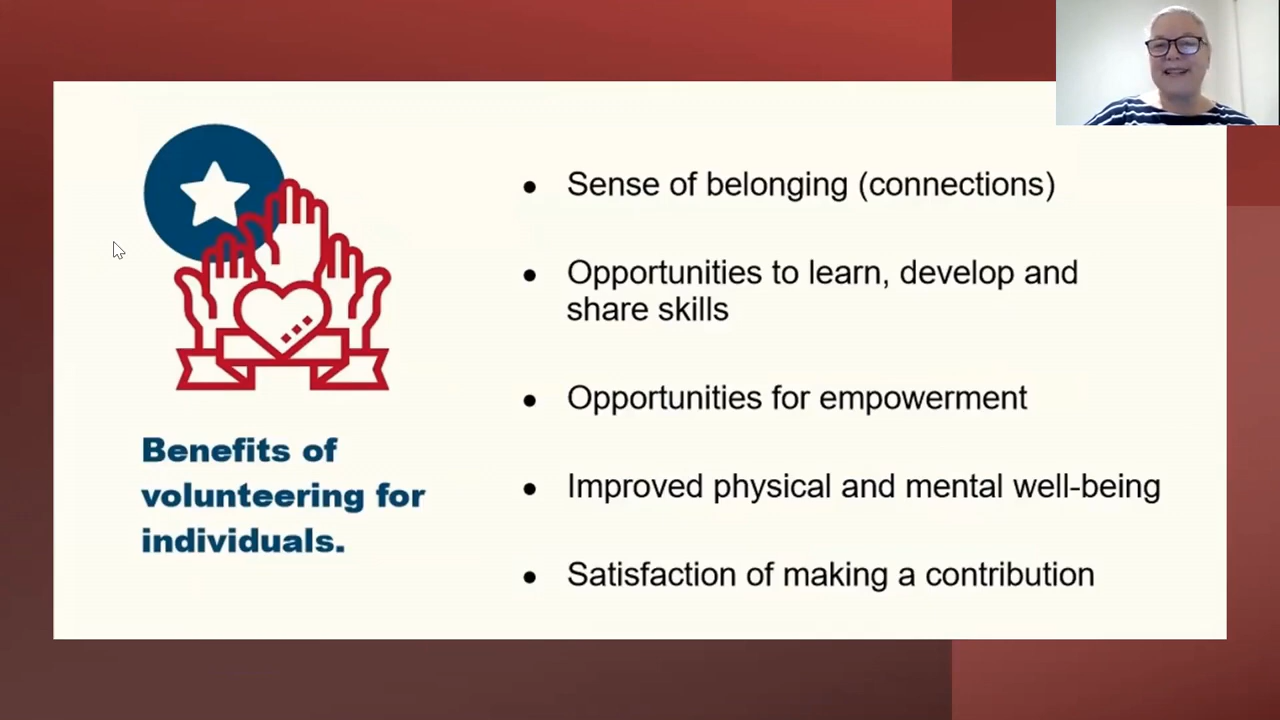 Benefits of
volunteering for
individuals.
● Sense of belonging (connections)
● Opportunities to learn, develop and
share skills
● Opportunities for empowerment
● Improved physical and mental well-being
● Satisfaction of making a contribution